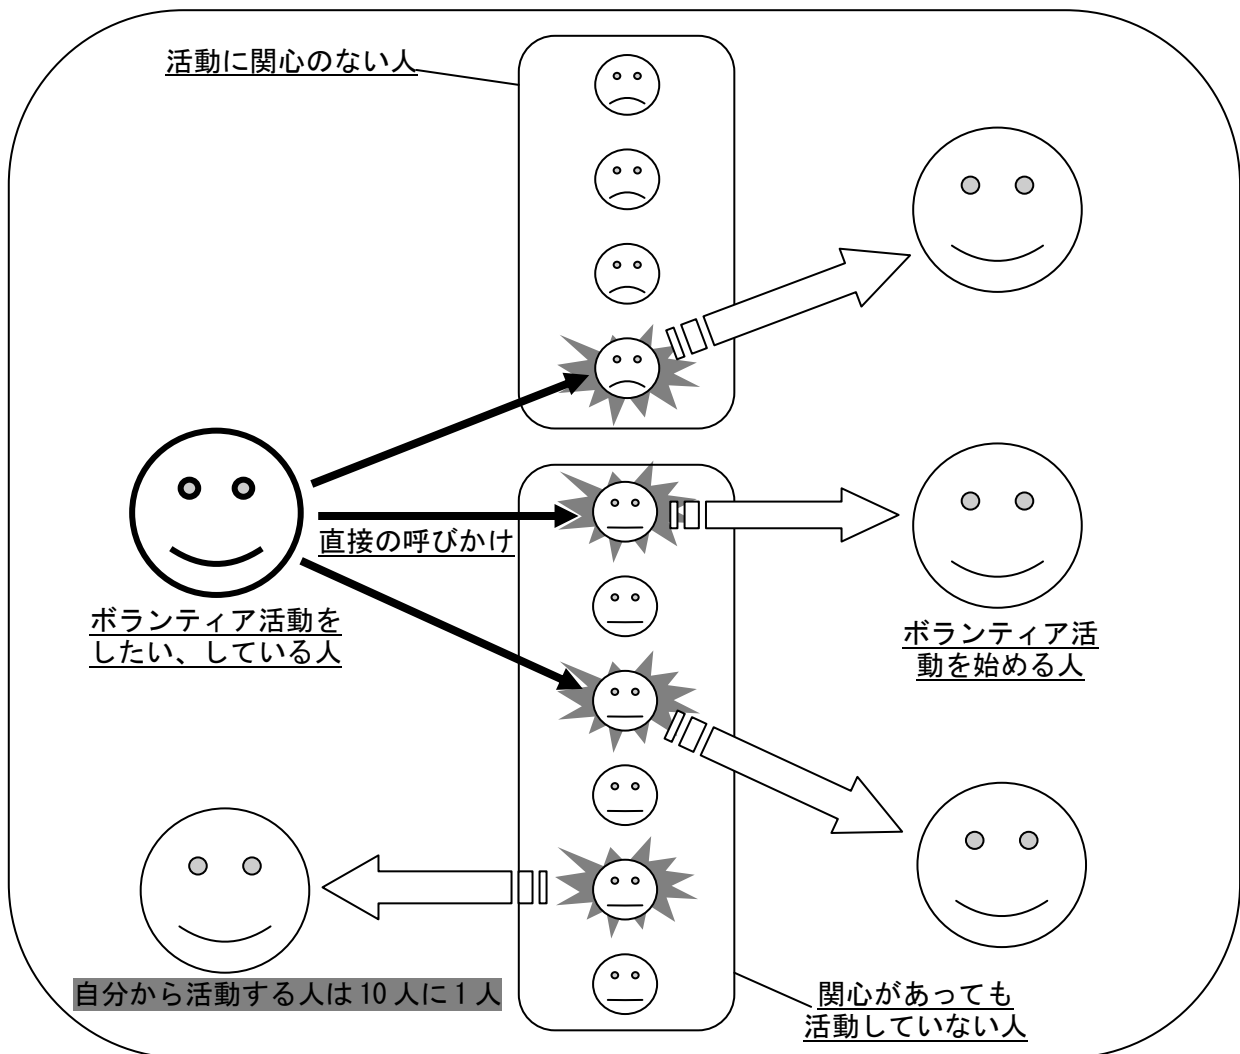 活動に関心のない人
直接の呼びかけ
ボランティア活動を
したい、している人
ボランティア活
動を始める人
自分から活動する人は10人に1人
関心があっても
活動していない人